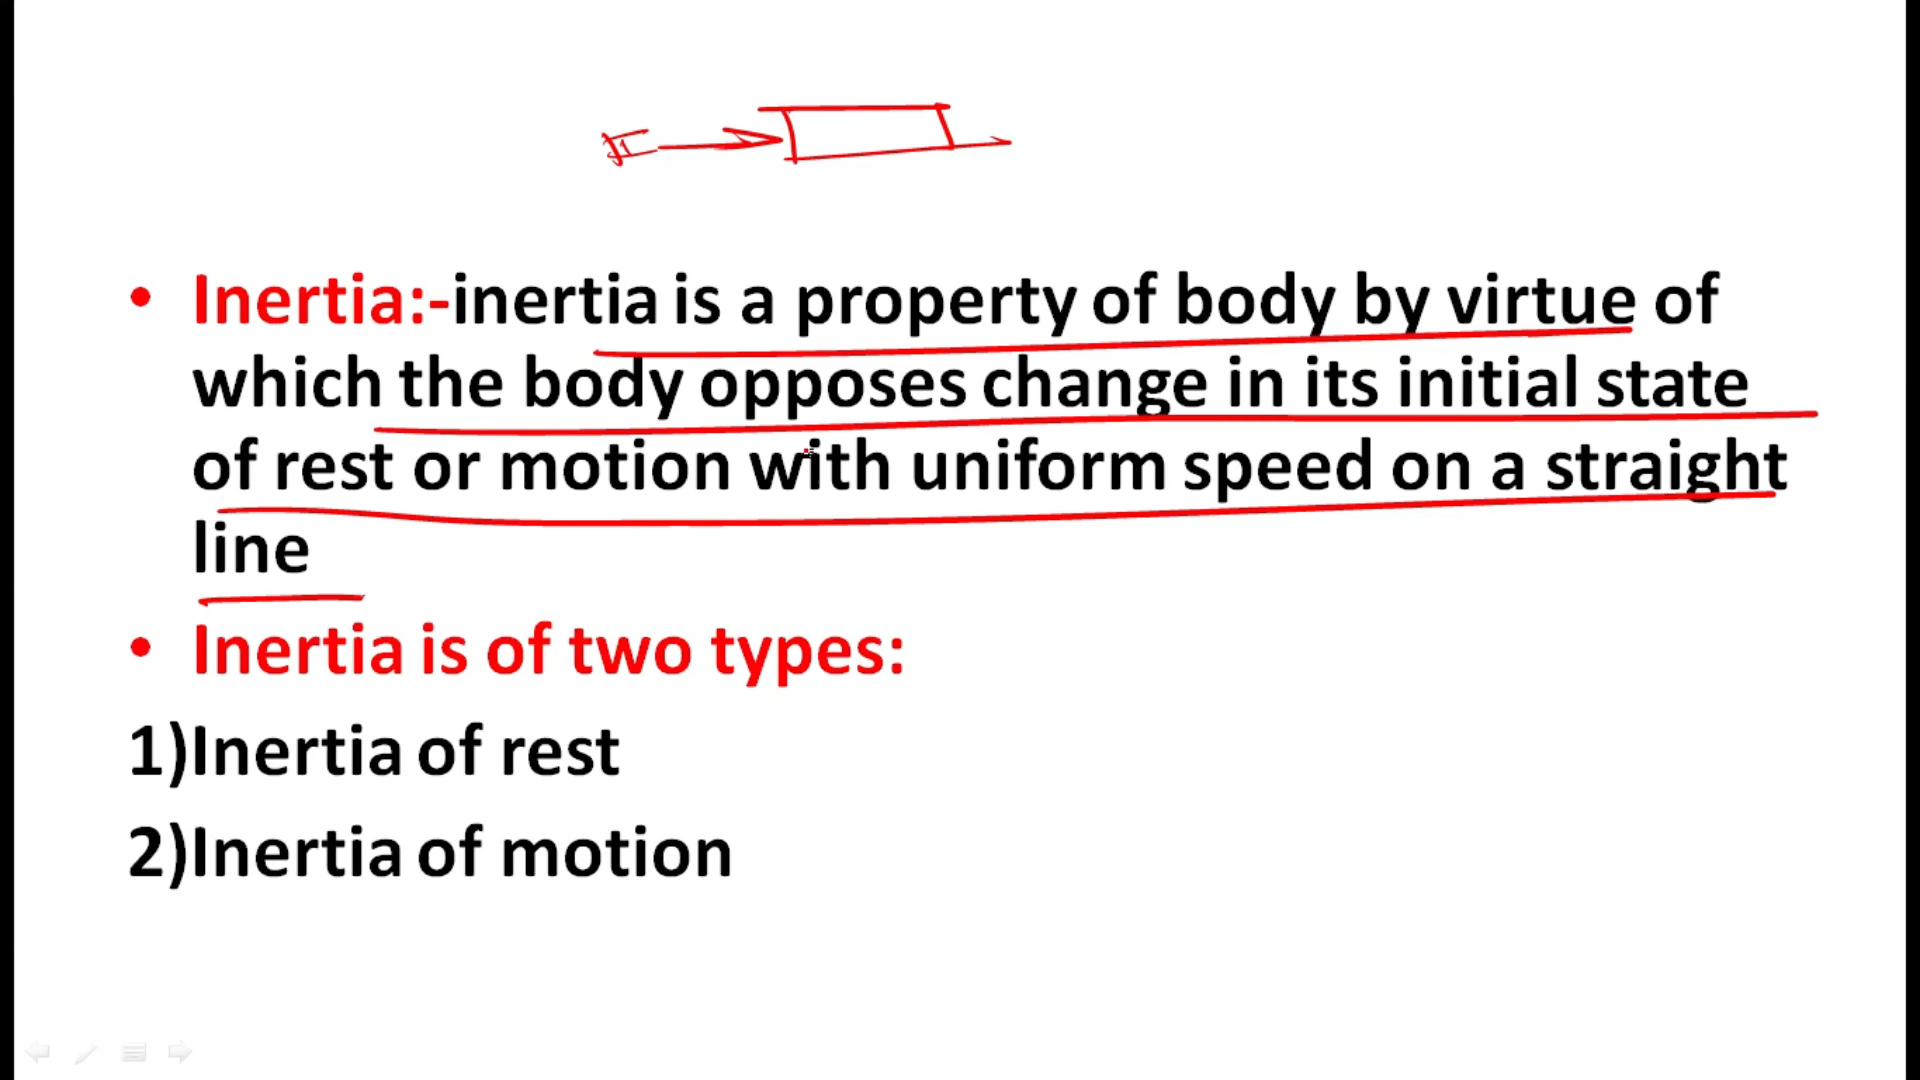 • Inertia:-inertia is a property of body by virtue of
which the body opposes change in its initial state
of rest or motion with uniform speed on a straight
line
• Inertia is of two types:
1)Inertia of rest
2)Inertia of motion